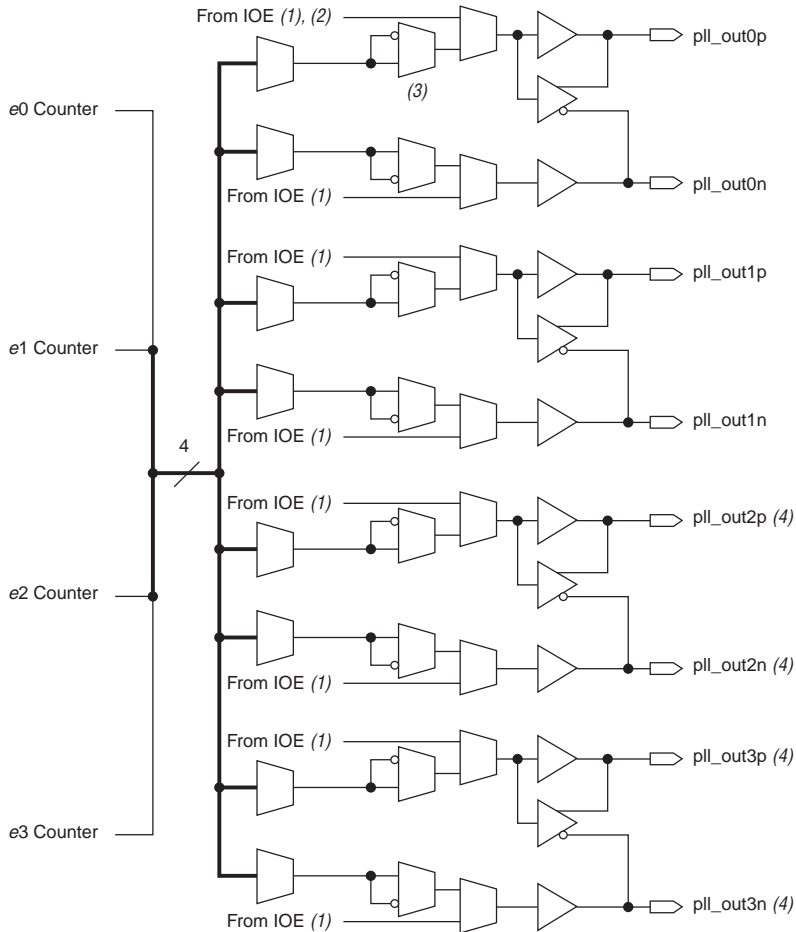 From IOE (1), (2)
pll_out0p
(3)
e0 Counter
pll_out0n
From IOE (1)
From IOE (1)
pll_out1p
e1 Counter
pll_out1n
From IOE (1)
4
From IOE (1)
pll_out2p (4)
e2 Counter
pll_out2n (4)
From IOE (1)
From IOE (1)
pll_out3p (4)
e3 Counter
pll_out3n (4)
From IOE (1)